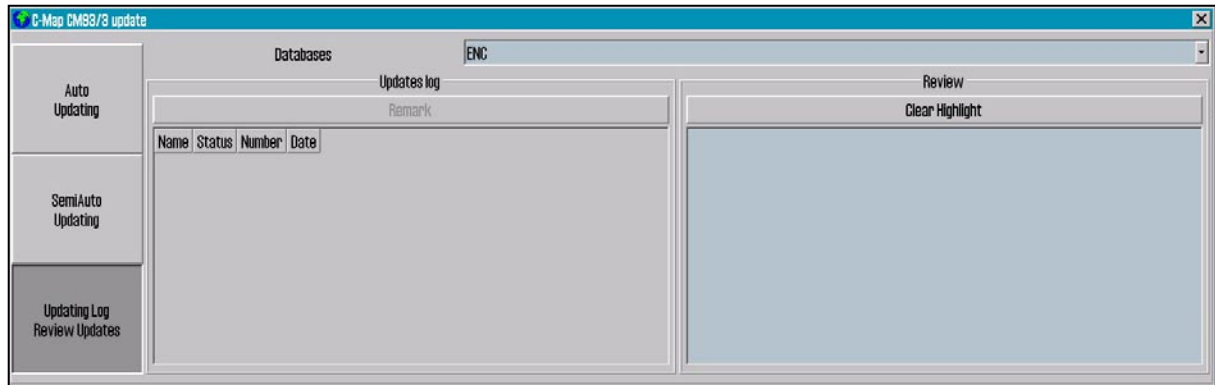 C-Map CM93/3 update
Databases ENC
Auto
Updating
SemiAuto
Updating
Updating Log
Review Updates
Updates log
Remark
Name Status Number Date
Review
Clear Highlight